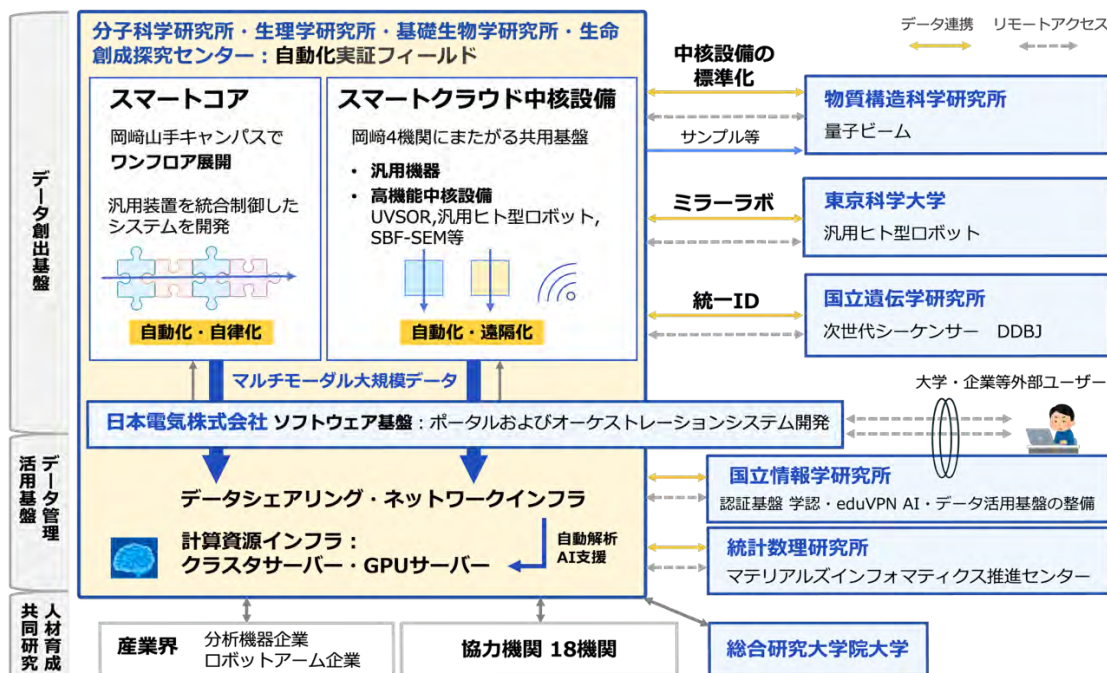 データ連携
リモートアクセス
データ創出基盤
データ管理
活用基盤
人材育成
共同研究
分子科学研究所・生理学研究所・基礎生物学研究所・生命
創成探究センター：自動化実証フィールド
スマートコア
岡﨑山手キャンパスで
ワンフロア展開
汎用装置を統合制御した
システムを開発
自動化・自律化
スマートクラウド中核設備
岡﨑4機関にまたがる共用基盤
• 汎用機器
• 高機能中核設備
UVSOR,汎用ヒト型ロボット,
SBF-SEM等
自動化・遠隔化
マルチモーダル大規模データ
日本電気株式会社 ソフトウェア基盤：ポータルおよびオーケストレーションシステム開発
データシェアリング・ネットワークインフラ
計算資源インフラ：
クラスタサーバー・GPUサーバー
自動解析
AI支援
中核設備の
標準化
サンプル等
物質構造科学研究所
量子ビーム
ミラーラボ
東京科学大学
汎用ヒト型ロボット
統一ID
国立遺伝学研究所
次世代シーケンサー DDBJ
大学・企業等外部ユーザー
国立情報学研究所
認証基盤 学認・eduVPN AI・データ活用基盤の整備
統計数理研究所
マテリアルズインフォマティクス推進センター
産業界
分析機器企業
ロボットアーム企業
協力機関 18機関
総合研究大学院大学